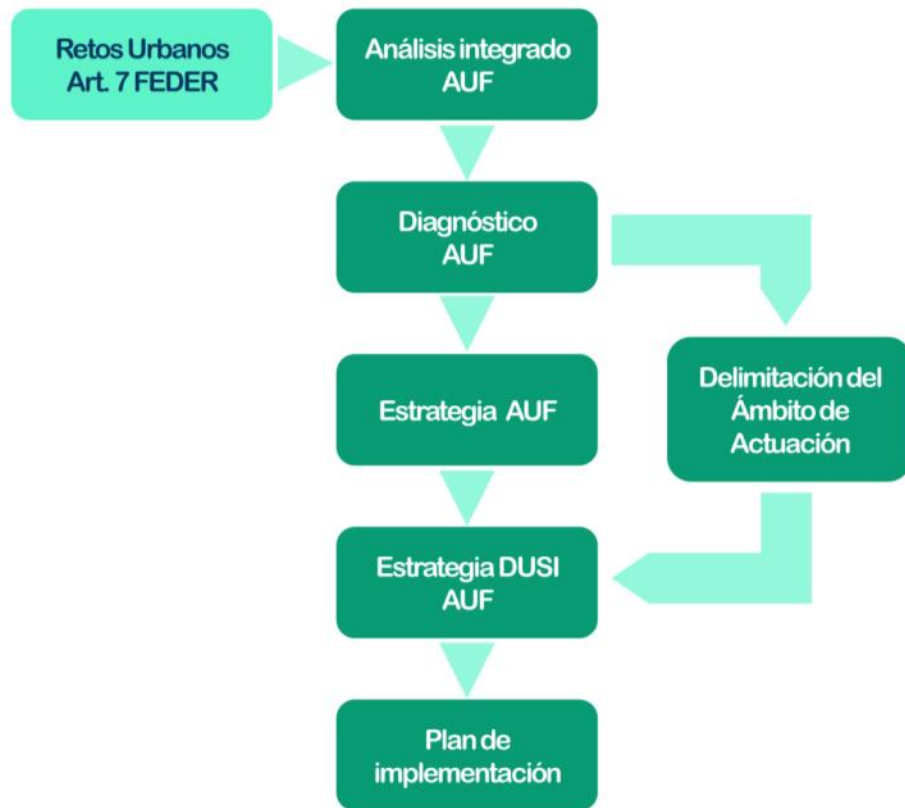 Retos Urbanos
Art. 7 FEDER
Análisis integrado
AUF
Diagnóstico
AUF
Estrategia AUF
Delimitación del
Ámbito de
Actuación
Estrategia DUSI
AUF
Plan de
implementación